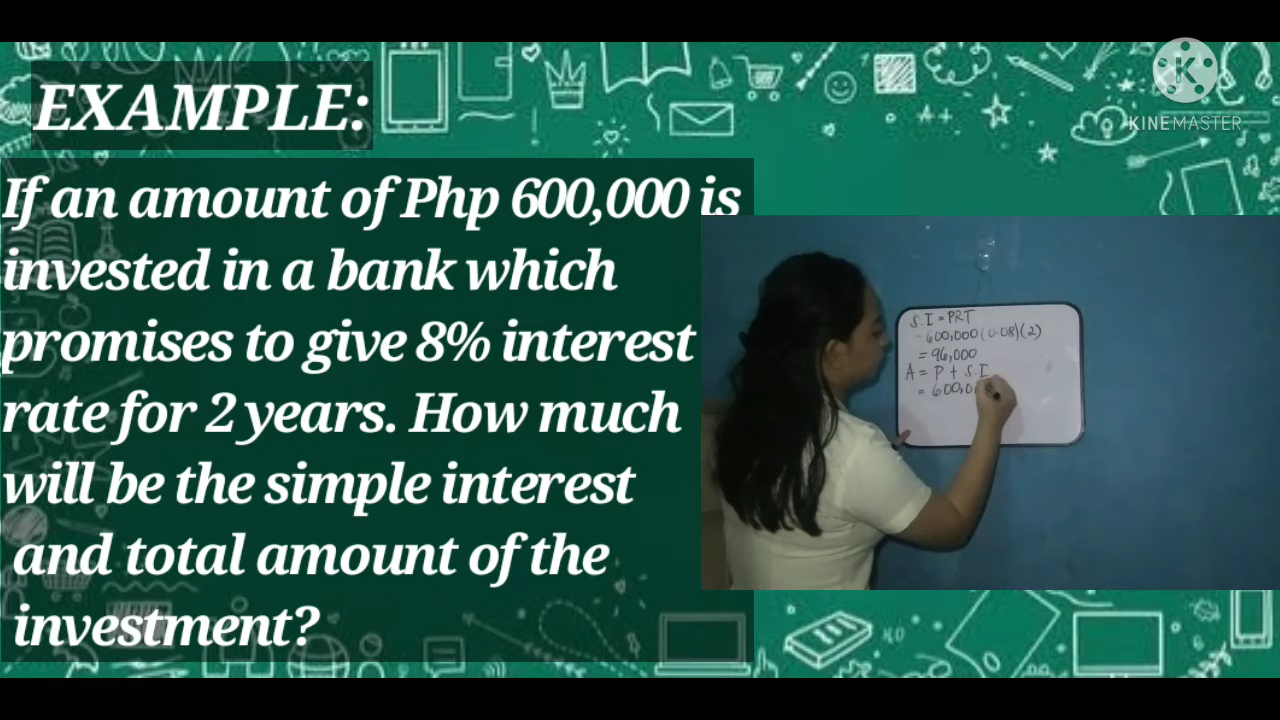 EXAMPLE:
If an amount of Php 600,000 is
invested in a bank which
promises to give 8% interest
rate for 2 years. How much
will be the simple interest
and total amount of the
investment?
KINEMASTER
S.I = PRT
= 600,000 (0.08)(2)
= 96,000
A = P + S.I
= 600,0